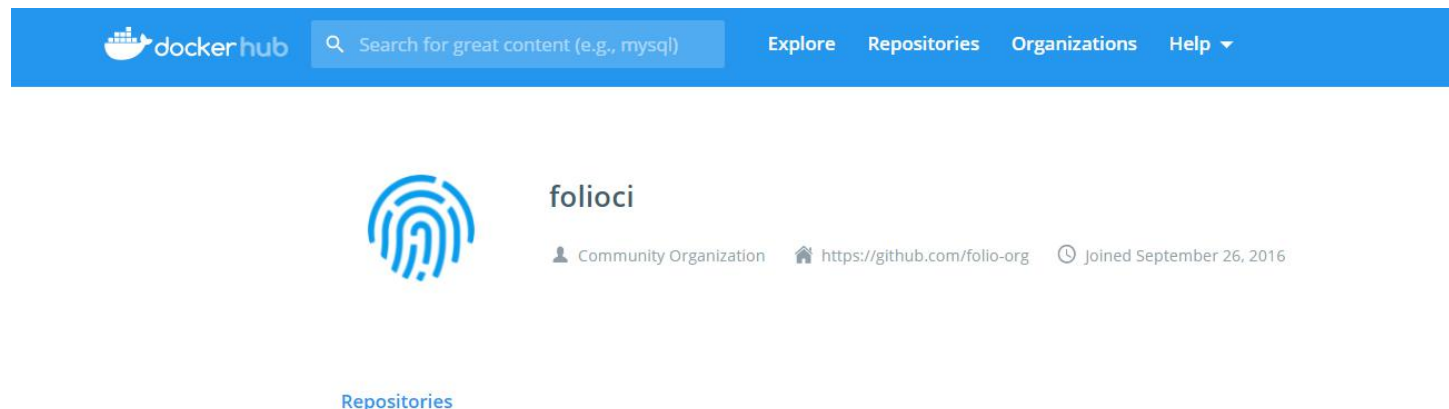 docker hub Search for great content (e.g., mysql) Explore Repositories Organizations Help
folioci
Community Organization https://github.com/folio-org Joined September 26, 2016
Repositories